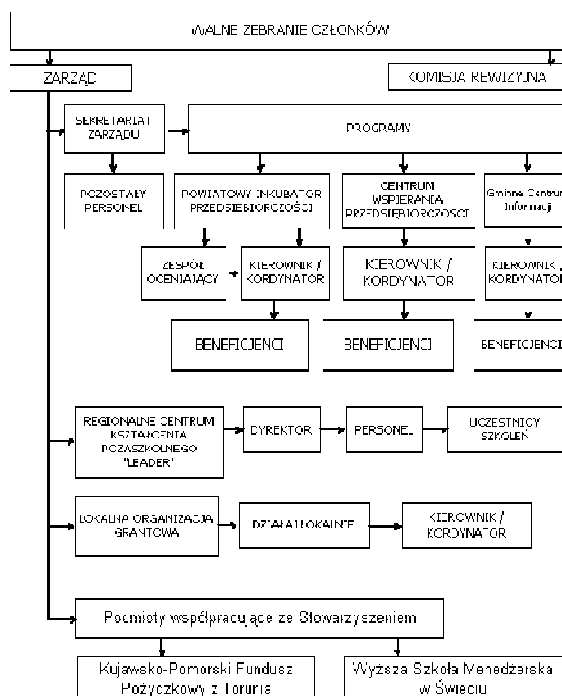 WALNE ZEBRANIE CZŁONKÓW
ZARZĄD
KOMISJA REWIZYJNA
SEKRETARIAT
ZARZĄDU
PROGRAMY
POZOSTAŁY
PERSONEL
POWIATOWY INKUBATOR
PRZEDSIĘBIORCZOŚCI
CENTRUM
WSPIERANIA
PRZEDSIĘBIORCZOŚCI
Gminne Centrum
Informacji
ZESPÓŁ
OCENIAJĄCY
KIEROWNIK /
KORDYNATOR
KIEROWNIK /
KORDYNATOR
KIEROWNIK /
KORDYNATOR
BENEFICJENCI
BENEFICJENCI
BENEFICJENCI
REGIONALNE CENTRUM
KSZTAŁCENIA
POZASZKOLNEGO
"LEADER"
DYREKTOR
PERSONEL
UCZESTNICY
SZKOLEŃ
LOKALNA ORGANIZACJA
GRANTOWA
DZIAŁAJ LOKALNIE
KIEROWNIK /
KORDYNATOR
Podmioty współpracujące ze Stowarzyszeniem
Kujawsko-Pomorski Fundusz
Pożyczkowy z Torunia
Wyższa Szkoła Menedżerska
w Świeciu